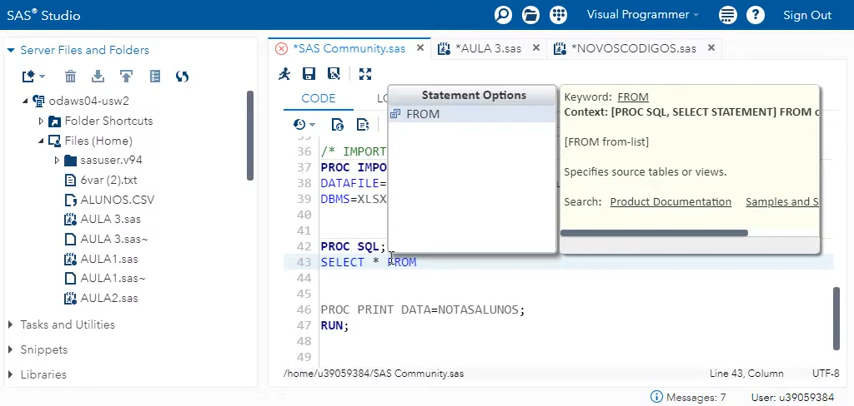 SAS® Studio
Visual Programmer
Sign Out
Server Files and Folders
odaws04-usw2
Folder Shortcuts
Files (Home)
sasuser.v94
6var (2).txt
ALUNOS.CSV
AULA 3.sas
AULA 3.sas~
AULA1.sas
AULA1.sas~
AULA2.sas
Tasks and Utilities
Snippets
Libraries
*SAS Community.sas
*AULA 3.sas
*NOVOSCODIGOS.sas
CODE
LO
Statement Options
FROM
Keyword: FROM
Context: [PROC SQL, SELECT STATEMENT] FROM c
[FROM from-list]
Specifies source tables or views.
Search: Product Documentation Samples and S
36 /* IMPORT
37 PROC IMPO
38 DATAFILE=
39 DBMS=XLSX
40
41
42 PROC SQL;
43 SELECT * FROM
44
45
46 PROC PRINT DATA=NOTASALUNOS;
47 RUN;
48
49
/home/u39059384/SAS Community.sas
Line 43, Column
UTF-8
Messages: 7
User: u39059384